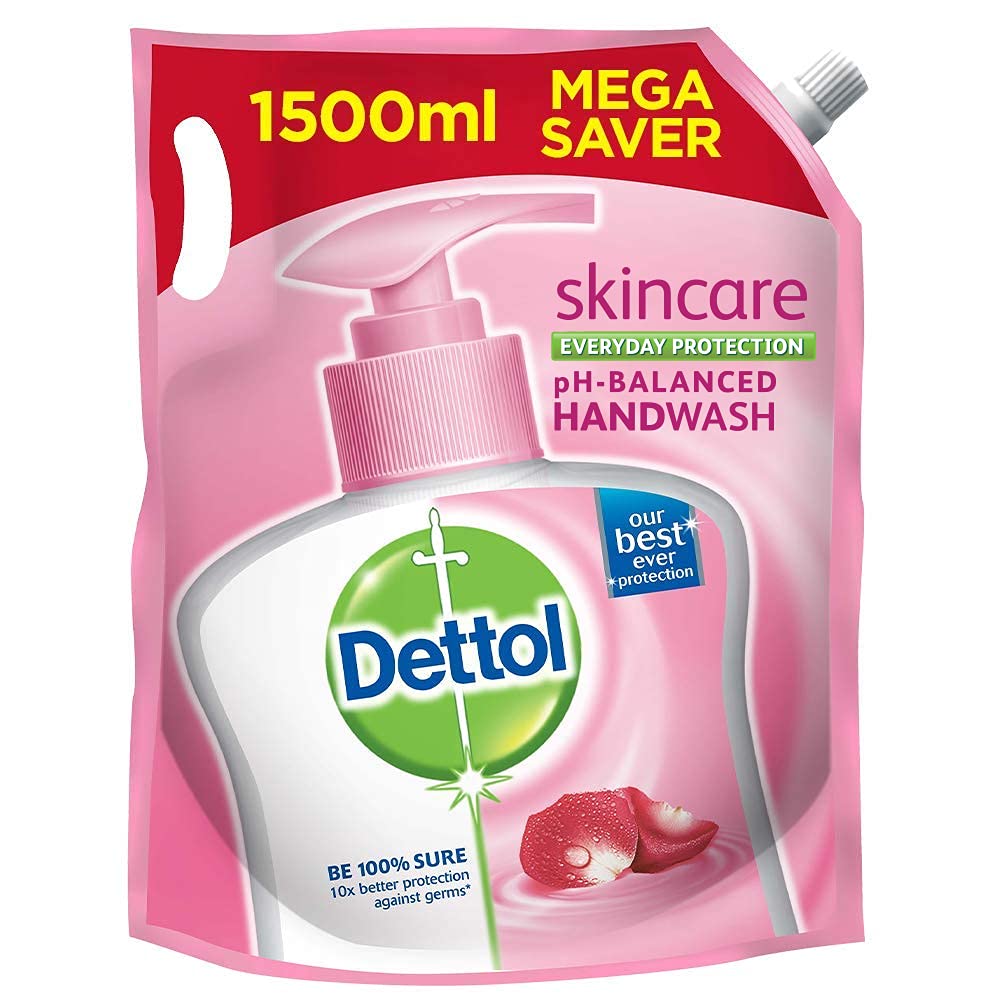 1500ml
MEGA
SAVER
skincare
EVERYDAY PROTECTION
pH-BALANCED
HANDWASH
our
best
ever
protection
Dettol
BE 100% SURE
10x better protection
against germs*